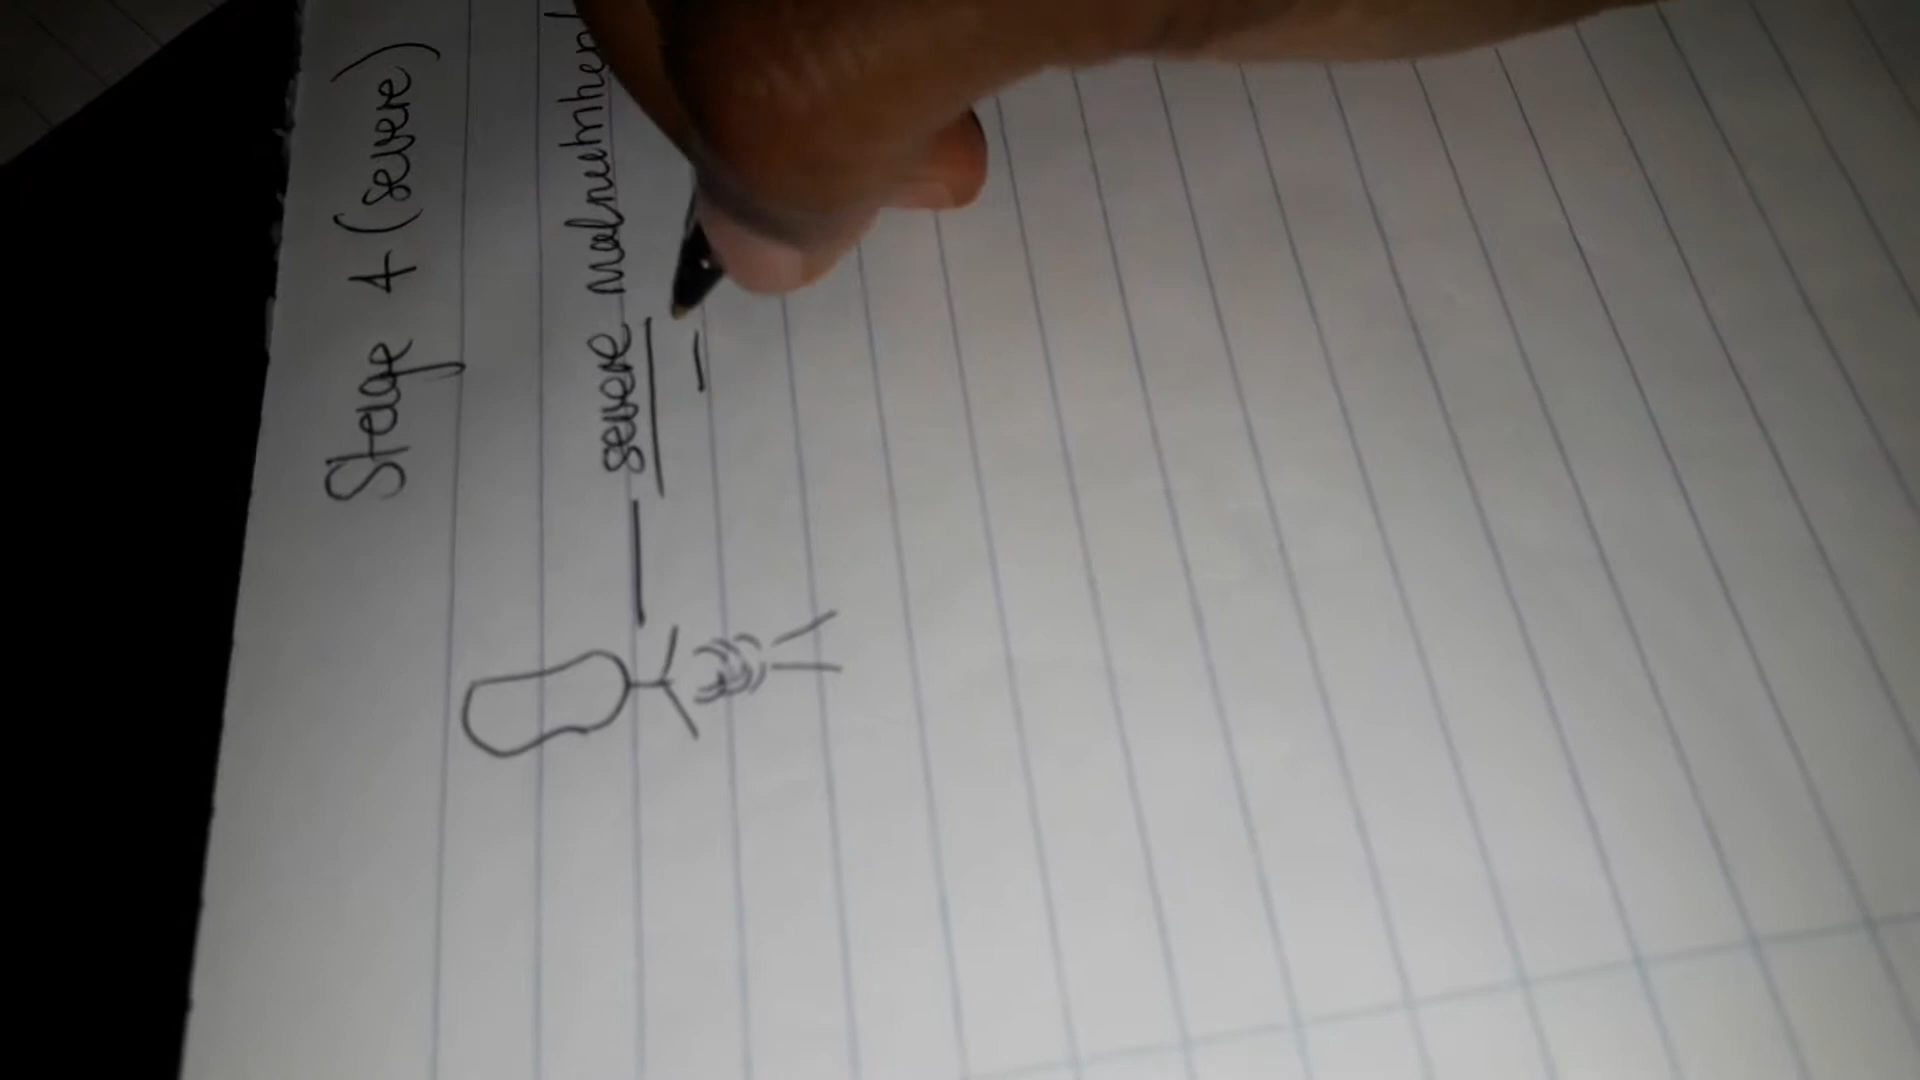 Stage 4 (severe)
— severe malnutrition
–